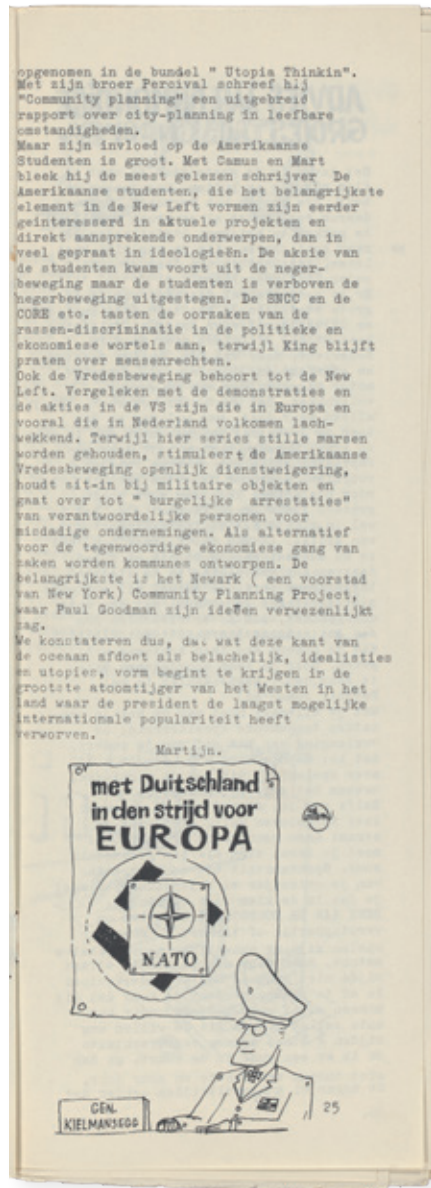 opgenomen in de bundel " Utopia Thinkin".
Met zijn broer Percival schreef hij
"Community planning" een uitgebreid
rapport over city-planning in leefbare
omstandigheden.
Maar zijn invloed op de Amerikaanse
Studenten is groot. Met Camus en Mart
bleek hij de meest gelezen schrijver De
Amerikaanse studenten, die het belangrijkste
element in de New Left vormen zijn eerder
geinteresserd in aktuele projekten en
direkt aansprekende onderwerpen, dan in
veel gepraat in ideologieën. De aksie van
de studenten kwam voort uit de neger-
beweging maar de studenten is verboven de
negerbeweging uitgestegen. De SNCC en de
CORE etc. tasten de oorzaken van de
rassen-discriminatie in de politieke en
ekonomiese wortels aan, terwijl King blijft
praten over mensenrechten.
Ook de Vredesbeweging behoort tot de New
Left. Vergeleken met de demonstraties en
de akties in de VS zijn die in Europa en
vooral die in Nederland volkomen lach-
wekkend. Terwijl hier series stille marsen
worden gehouden, stimuleert de Amerikaanse
Vredesbeweging openlijk dienstweigering,
houdt sit-in bij militaire objekten en
gaat over tot " burgelijke arrestaties"
van verantwoordelijke personen voor
misdadige ondernemingen. Als alternatief
voor de tegenwoordige ekonomiese gang van
zaken worden kommunes ontworpen. De
belangrijkste is het Newark ( een voorstad
van New York) Community Planning Project,
waar Paul Goodman zijn ideeën verwezenlijkt
zag.
We konstateren dus, dat wat deze kant van
de oceaan afdoet als belachelijk, idealisties
en utopies, vorm begint te krijgen in de
grootste atoomtijger van het Westen in het
land waar de president de laagst mogelijke
internationale populariteit heeft
verworven.
Martijn.
met Duitschland
in den strijd voor
EUROPA
NATO
GEN.
KIELMANSEGG
25